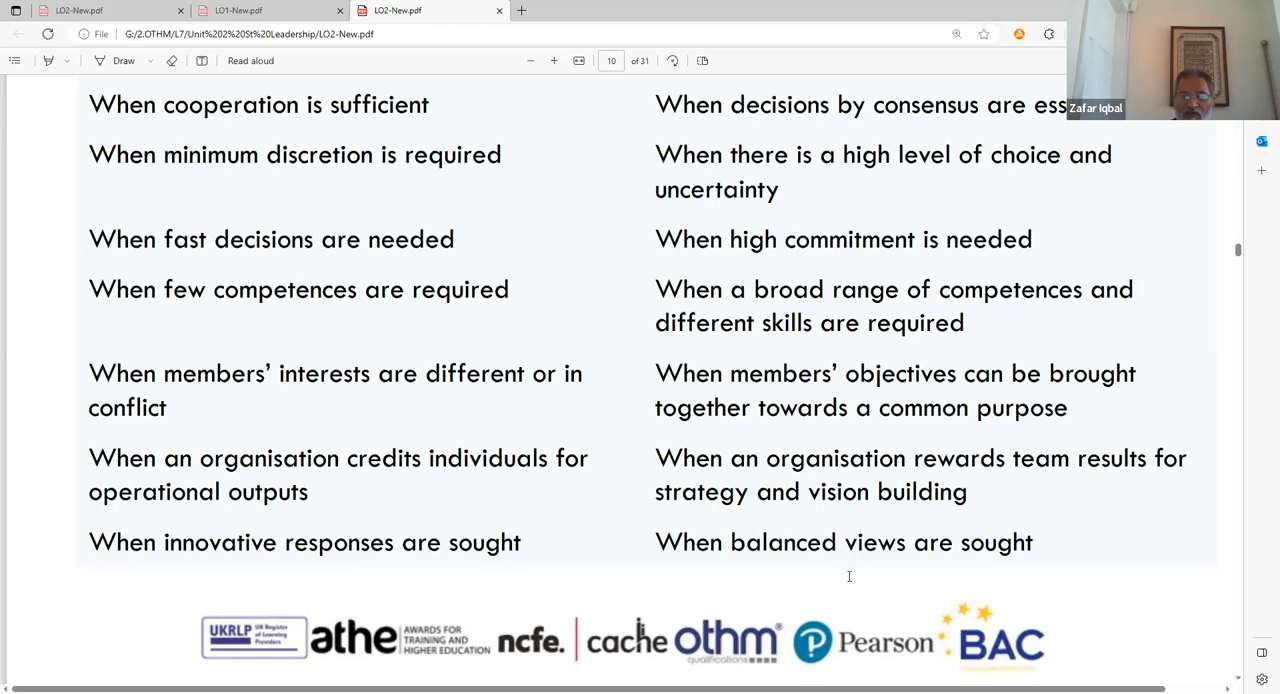 LO2-New.pdf
LO1-New.pdf
LO2-New.pdf
File
G:/2.OTHM/L7/Unit%202%20St%20Leadership/LO2-New.pdf
Draw
Read aloud
10
of 31
Zafar Iqbal
When cooperation is sufficient
When decisions by consensus are
When minimum discretion is required
When there is a high level of choice and
uncertainty
When fast decisions are needed
When high commitment is needed
When few competences are required
When a broad range of competences and
different skills are required
When members’ interests are different or in
conflict
When members’ objectives can be brought
together towards a common purpose
When an organisation credits individuals for
operational outputs
When an organisation rewards team results for
strategy and vision building
When innovative responses are sought
When balanced views are sought
UKRLP
UK Register
of Learning
Providers
athe
AWARDS FOR
TRAINING AND
HIGHER EDUCATION
ncfe.
cache
othm
qualifications
Pearson
BAC